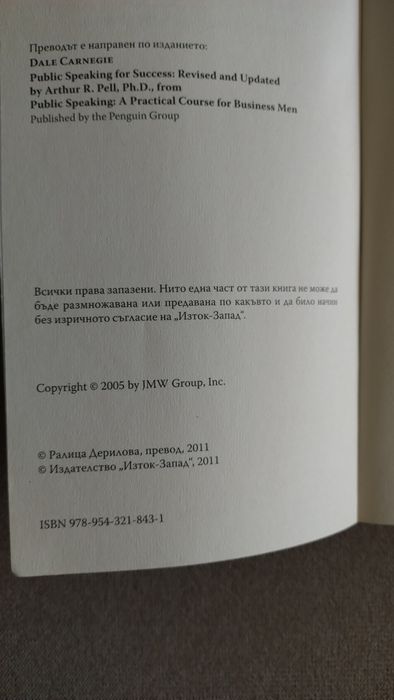 Преводът е направен по изданието:
DALE CARNEGIE
Public Speaking for Success: Revised and Updated
by Arthur R. Pell, Ph.D., from
Public Speaking: A Practical Course for Business Men
Published by the Penguin Group
Всички права запазени. Нито една част от тази книга не може да
бъде размножавана или предавана по какъвто и да било начин
без изричното съгласие на „Изток-Запад“.
Copyright © 2005 by JMW Group, Inc.
© Ралица Дерилова, превод, 2011
© Издателство „Изток-Запад“, 2011
ISBN 978-954-321-843-1